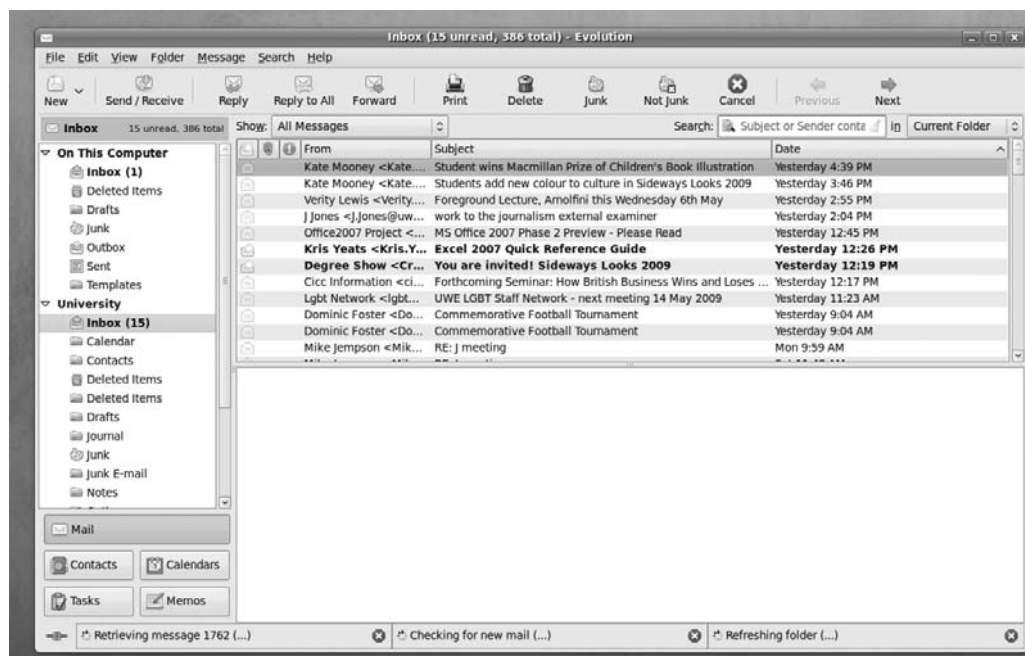 Inbox (15 unread, 386 total) - Evolution
File Edit View Folder Message Search Help
New Send / Receive Reply Reply to All Forward Print Delete Junk Not Junk Cancel Previous Next
Inbox 15 unread, 386 total Show: All Messages Search: Subject or Sender conta in Current Folder
From Subject Date
On This Computer
Inbox (1)
Deleted Items
Drafts
Junk
Outbox
Sent
Templates
University
Inbox (15)
Calendar
Contacts
Deleted Items
Deleted Items
Drafts
Journal
Junk
Junk E-mail
Notes
Kate Mooney <Kate.... Student wins Macmillan Prize of Children's Book Illustration Yesterday 4:39 PM
Kate Mooney <Kate.... Students add new colour to culture in Sideways Looks 2009 Yesterday 3:46 PM
Verity Lewis <Verity.... Foreground Lecture, Arnolfini this Wednesday 6th May Yesterday 2:55 PM
J Jones <J.Jones@uw... work to the journalism external examiner Yesterday 2:04 PM
Office2007 Project <... MS Office 2007 Phase 2 Preview - Please Read Yesterday 12:45 PM
Kris Yeats <Kris.Y... Excel 2007 Quick Reference Guide Yesterday 12:26 PM
Degree Show <Cr... You are invited! Sideways Looks 2009 Yesterday 12:19 PM
Cicc Information <ci... Forthcoming Seminar: How British Business Wins and Loses ... Yesterday 12:17 PM
Lgbt Network <lgbt... UWE LGBT Staff Network - next meeting 14 May 2009 Yesterday 11:23 AM
Dominic Foster <Do... Commemorative Football Tournament Yesterday 9:04 AM
Dominic Foster <Do... Commemorative Football Tournament Yesterday 9:04 AM
Mike Jempson <Mik... RE: J meeting Mon 9:59 AM
Mail
Contacts Calendars
Tasks Memos
Retrieving message 1762 (...) Checking for new mail (...) Refreshing folder (...)